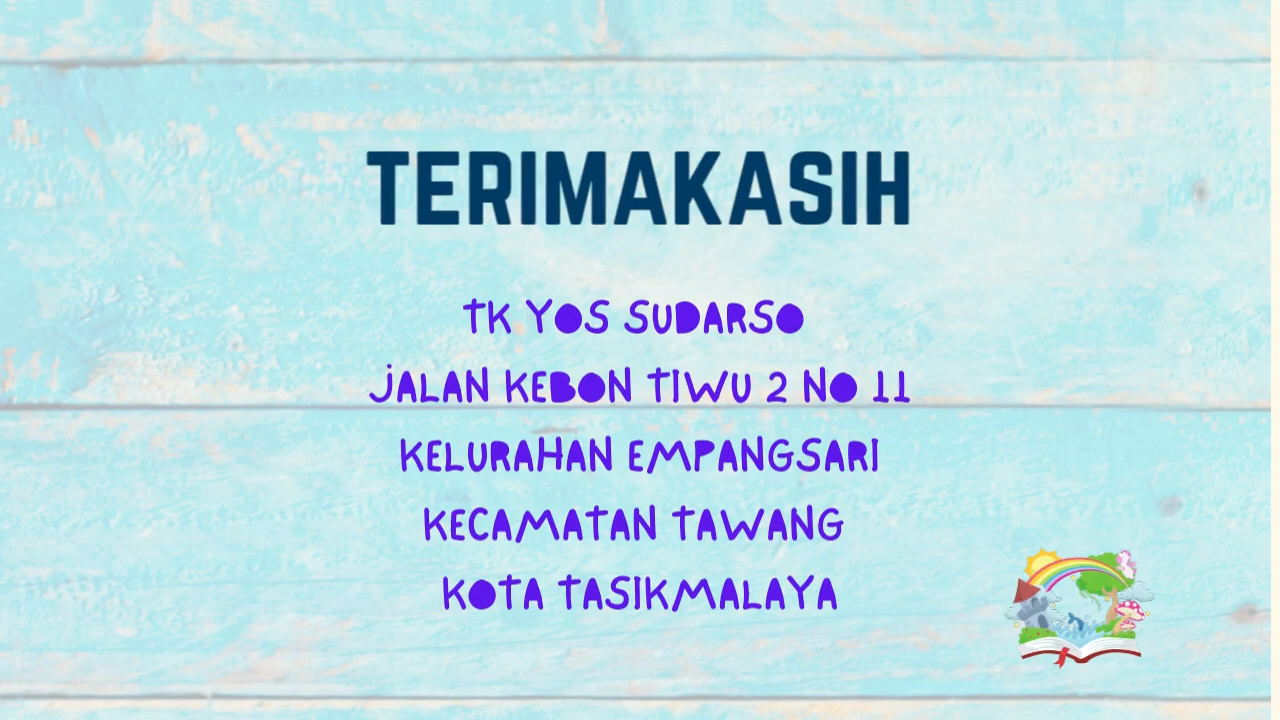 TERIMAKASIH
TK YOS SUDARSO
JALAN KEBON TIWU 2 NO 11
KELURAHAN EMPANGSARI
KECAMATAN TAWANG
KOTA TASIKMALAYA